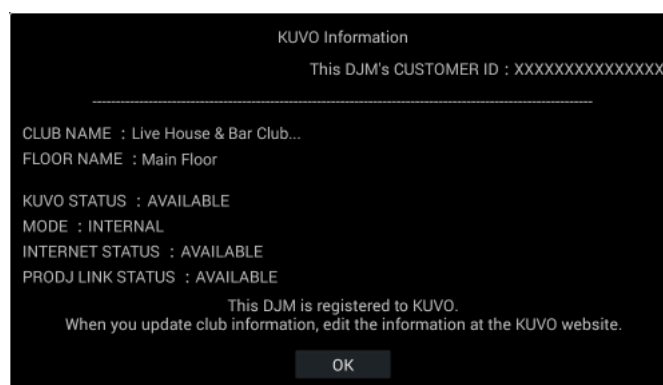 KUVO Information
This DJM's CUSTOMER ID : XXXXXXXXXXXXXXX
CLUB NAME : Live House & Bar Club...
FLOOR NAME : Main Floor
KUVO STATUS : AVAILABLE
MODE : INTERNAL
INTERNET STATUS : AVAILABLE
PRODJ LINK STATUS : AVAILABLE
This DJM is registered to KUVO.
When you update club information, edit the information at the KUVO website.
OK